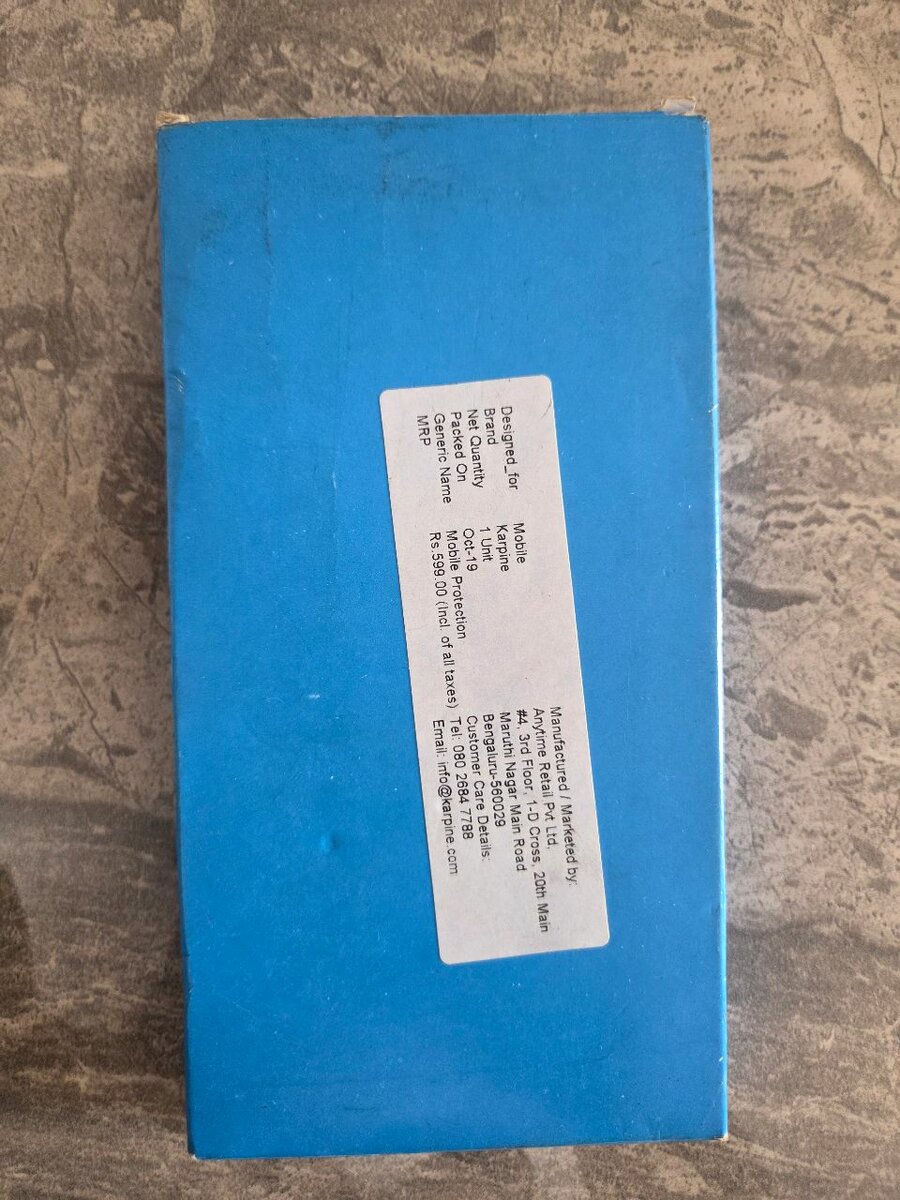 Designed_for Mobile
Brand Karpine
Net Quantity 1 Unit
Packed On Oct-19
Generic Name Mobile Protection
MRP Rs.599.00 (Incl. of all taxes)
Manufactured / Marketed by:
Anytime Retail Pvt Ltd,
#4, 3rd Floor, 1-D Cross, 20th Main
Maruthi Nagar Main Road
Bengaluru-560029
Customer Care Details:
Tel: 080 2684 7788
Email: info@karpine.com